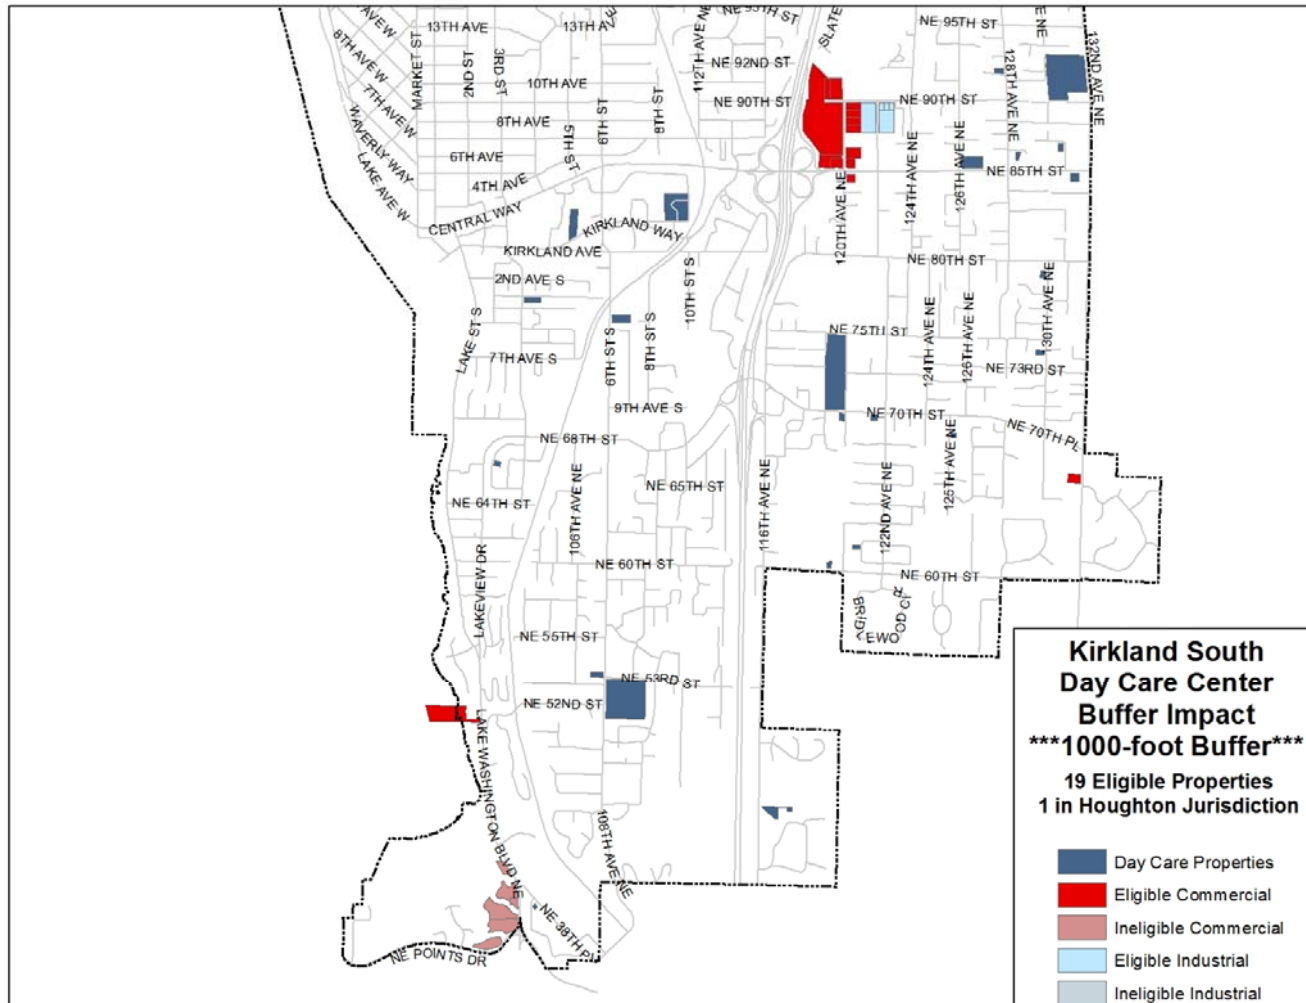 AVE W
13TH AVE
13TH A
112TH AVE NE
NE 95TH ST
SLATE
NE 95TH ST
VE NE
132ND AVE NE
8TH AVE W
MARKET ST
2ND ST
3RD ST
10TH AVE
NE 92ND ST
128TH AVE NE
7TH AVE W
8TH AVE
5TH ST
6TH ST
8TH ST
NE 90TH ST
NE 90TH ST
WAVERLY WAY
LAKE AVE W
6TH AVE
4TH AVE
124TH AVE NE
126TH AVE NE
NE 85TH ST
CENTRAL WAY
KIRKLAND WAY
120TH AVE NE
KIRKLAND AVE
NE 80TH ST
2ND AVE S
10TH ST S
130TH AVE NE
LAKE ST S
7TH AVE S
6TH ST S
8TH ST S
NE 75TH ST
124TH AVE NE
126TH AVE NE
NE 73RD ST
9TH AVE S
NE 70TH ST
NE 70TH PL
NE 68TH ST
125TH AVE NE
NE 65TH ST
NE 64TH ST
106TH AVE NE
116TH AVE NE
122ND AVE NE
LAKEVIEW DR
NE 60TH ST
NE 60TH ST
BRIDLEWOOD CIR
NE 55TH ST
NE 53RD ST
NE 52ND ST
LAKE WASHINGTON BLVD NE
108TH AVE NE
NE 38TH PL
NE POINTS DR
Kirkland South
Day Care Center
Buffer Impact
***1000-foot Buffer***
19 Eligible Properties
1 in Houghton Jurisdiction
Day Care Properties
Eligible Commercial
Ineligible Commercial
Eligible Industrial
Ineligible Industrial